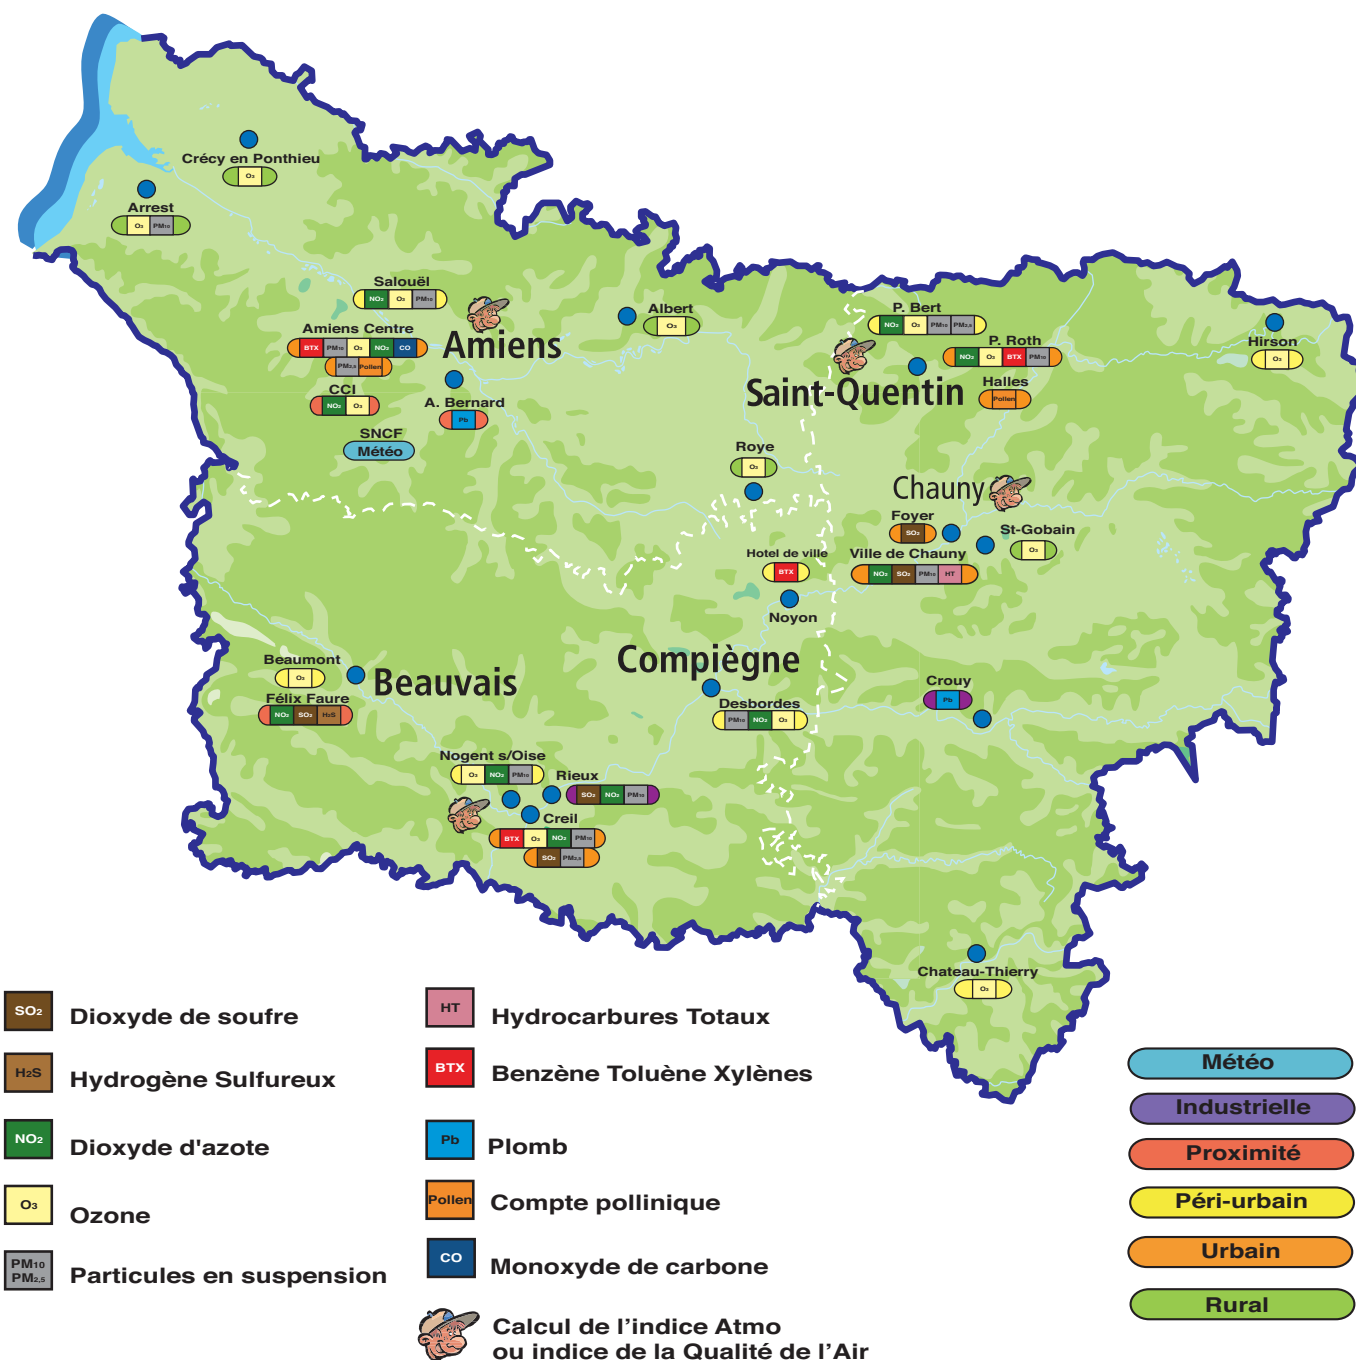 Crécy en Ponthieu
O₃
Arrest
O₃ PM₁₀
Salouël
NO₂ O₃ PM₁₀
Amiens Centre
BTX PM₁₀ O₃ NO₂ CO
PM₂,₅ Pollen
Amiens
CCI
NO₂ O₃
A. Bernard
Pb
SNCF
Météo
Albert
O₃
P. Bert
NO₂ O₃ PM₁₀ PM₂,₅
P. Roth
NO₂ O₃ BTX PM₁₀
Saint-Quentin
Halles
Pollen
Hirson
O₃
Roye
O₃
Chauny
Foyer
SO₂
St-Gobain
O₃
Ville de Chauny
NO₂ SO₂ PM₁₀ HT
Hotel de ville
BTX
Noyon
Beaumont
O₃
Beauvais
Félix Faure
NO₂ SO₂ H₂S
Compiègne
Desbordes
PM₁₀ NO₂ O₃
Crouy
Pb
Nogent s/Oise
O₃ NO₂ PM₁₀
Rieux
SO₂ NO₂ PM₁₀
Creil
BTX O₃ NO₂ PM₁₀
SO₂ PM₂,₅
Chateau-Thierry
O₃
SO₂ Dioxyde de soufre
H₂S Hydrogène Sulfureux
NO₂ Dioxyde d'azote
O₃ Ozone
PM₁₀
PM₂,₅ Particules en suspension
HT Hydrocarbures Totaux
BTX Benzène Toluène Xylènes
Pb Plomb
Pollen Compte pollinique
CO Monoxyde de carbone
Calcul de l'indice Atmo
ou indice de la Qualité de l'Air
Météo
Industrielle
Proximité
Péri-urbain
Urbain
Rural